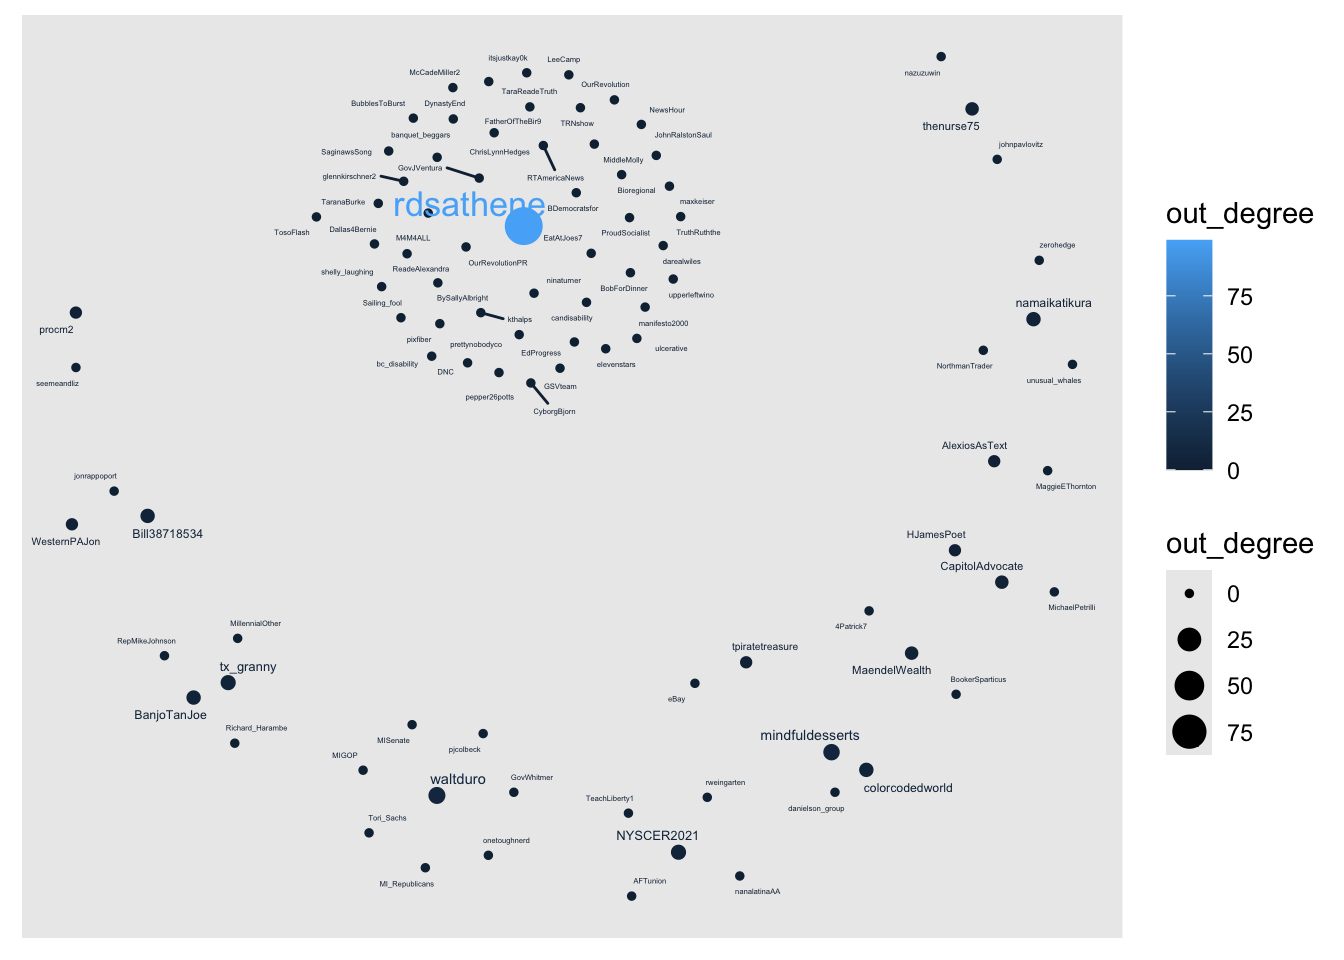 itsjustkay0k
LeeCamp
McCadeMiller2
OurRevolution
TaraReadeTruth
BubblesToBurst
DynastyEnd
NewsHour
FatherOfTheBir9
TRNshow
banquet_beggars
JohnRalstonSaul
SaginawsSong
ChrisLynnHedges
MiddleMolly
GovJVentura
glennkirschner2
RTAmericaNews
Bioregional
rdsathene
TaranaBurke
BDemocratsfor
maxkeiser
TosoFlash
Dallas4Bernie
M4M4ALL
EatAtJoes7
ProudSocialist
TruthRuththe
OurRevolutionPR
darealwiles
shelly_laughing
ReadeAlexandra
ninaturner
BobForDinner
upperleftwino
Sailing_fool
BySallyAlbright
kthalps
candisability
manifesto2000
pixfiber
prettynobodyco
EdProgress
ulcerative
bc_disability
DNC
elevenstars
pepper26potts
GSVteam
CyborgBjorn
nazuzuwin
thenurse75
johnpavlovitz
zerohedge
namaikatikura
NorthmanTrader
unusual_whales
procm2
seemeandliz
AlexiosAsText
MaggieEThornton
jonrappoport
WesternPAJon
Bill38718534
HJamesPoet
CapitolAdvocate
MichaelPetrilli
4Patrick7
MaendelWealth
BookerSparticus
MillennialOther
RepMikeJohnson
tx_granny
BanjoTanJoe
Richard_Harambe
tpiratetreasure
eBay
mindfuldesserts
colorcodedworld
danielson_group
MISenate
pjcolbeck
MIGOP
waltduro
GovWhitmer
Tori_Sachs
onetoughnerd
MI_Republicans
rweingarten
TeachLiberty1
NYSCER2021
AFTunion
nanalatinaAA
out_degree
75
50
25
0
out_degree
0
25
50
75